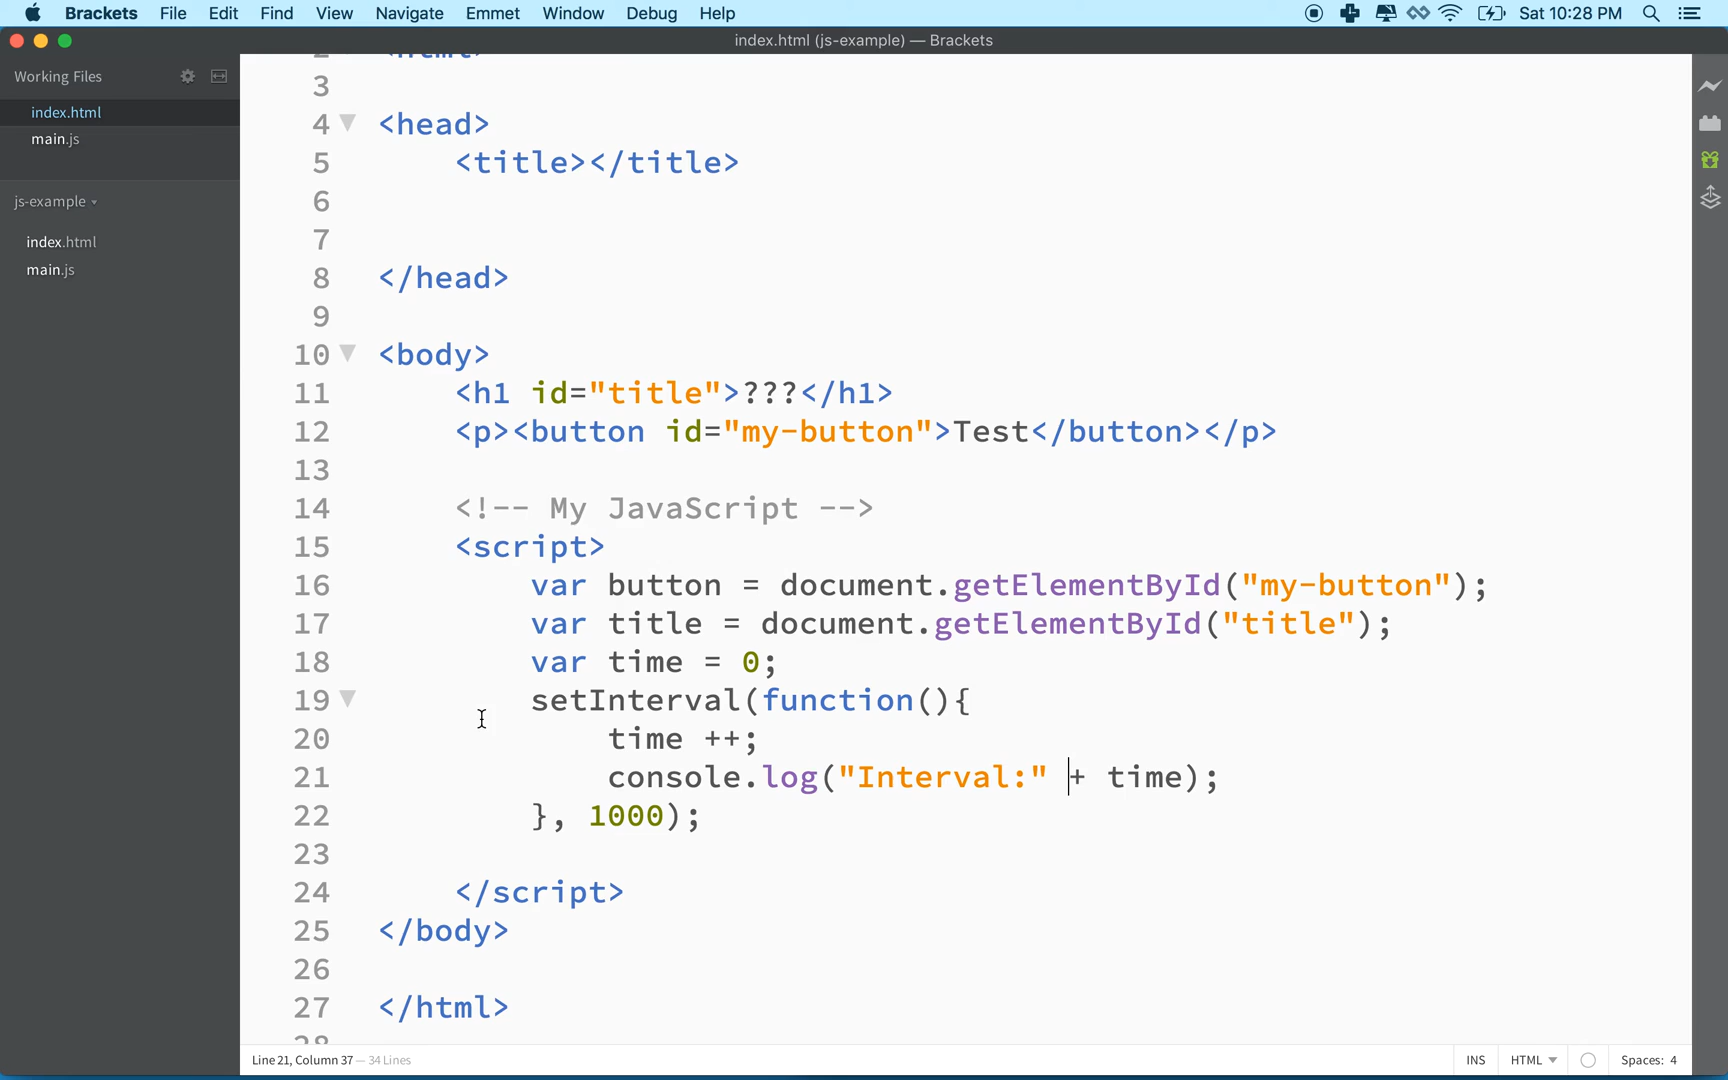 Brackets File Edit Find View Navigate Emmet Window Debug Help Sat 10:28 PM
index.html (js-example) — Brackets
Working Files
index.html
main.js
js-example
index.html
main.js
2 <html>
3
4 <head>
5 <title></title>
6
7
8 </head>
9
10 <body>
11 <h1 id="title">???</h1>
12 <p><button id="my-button">Test</button></p>
13
14 <!-- My JavaScript -->
15 <script>
16 var button = document.getElementById("my-button");
17 var title = document.getElementById("title");
18 var time = 0;
19 setInterval(function(){
20 time ++;
21 console.log("Interval:" + time);
22 }, 1000);
23
24 </script>
25 </body>
26
27 </html>
28
Line 21, Column 37 — 34 Lines
INS HTML Spaces: 4